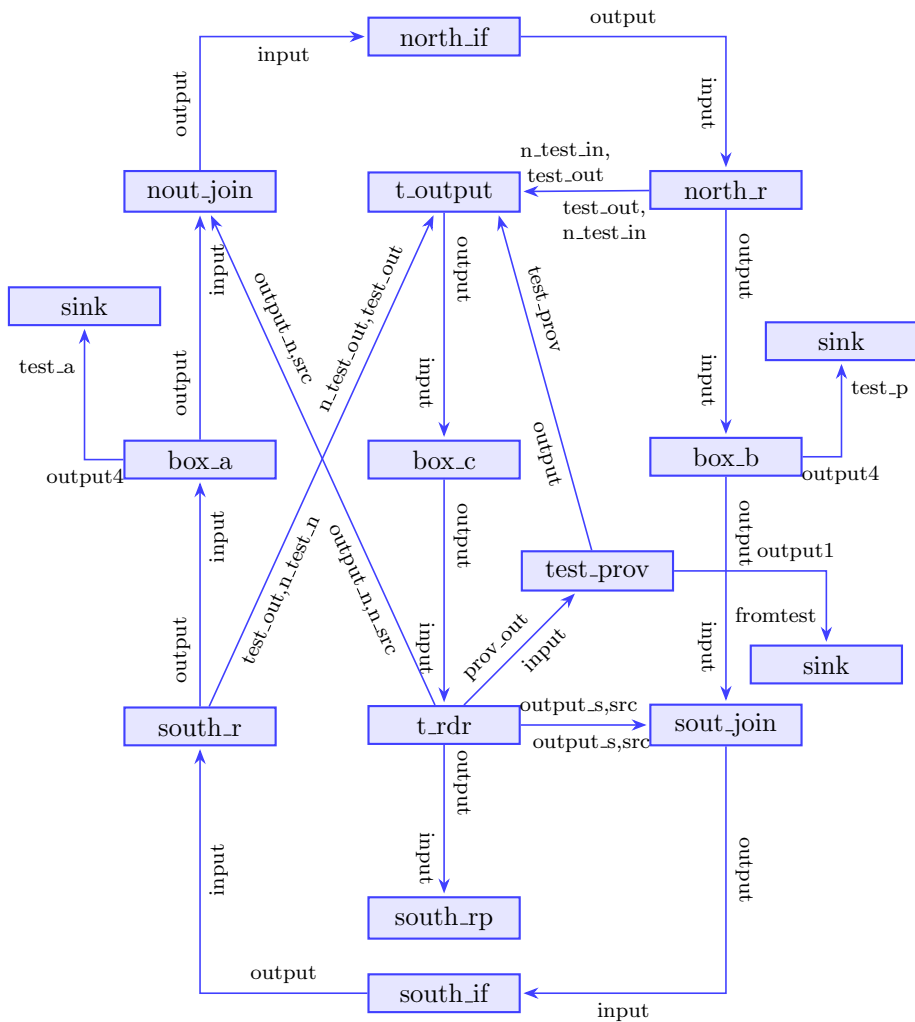 output
north_if
input
output
input
n_test_in,
test_out
nout_join
t_output
north_r
test_out,
n_test_in
input
output_n,src
n_test_out,test_out
output
test_prov
output
sink
sink
test_a
output
input
input
test_p
box_a
box_c
box_b
output4
output
output4
input
output
output
output1
test_out,n_test_n
output_n,n_src
test_prov
fromtest
output
input
prov_out
input
input
sink
output_s,src
south_r
t_rdr
sout_join
output_s,src
output
input
input
output
south_rp
output
south_if
input